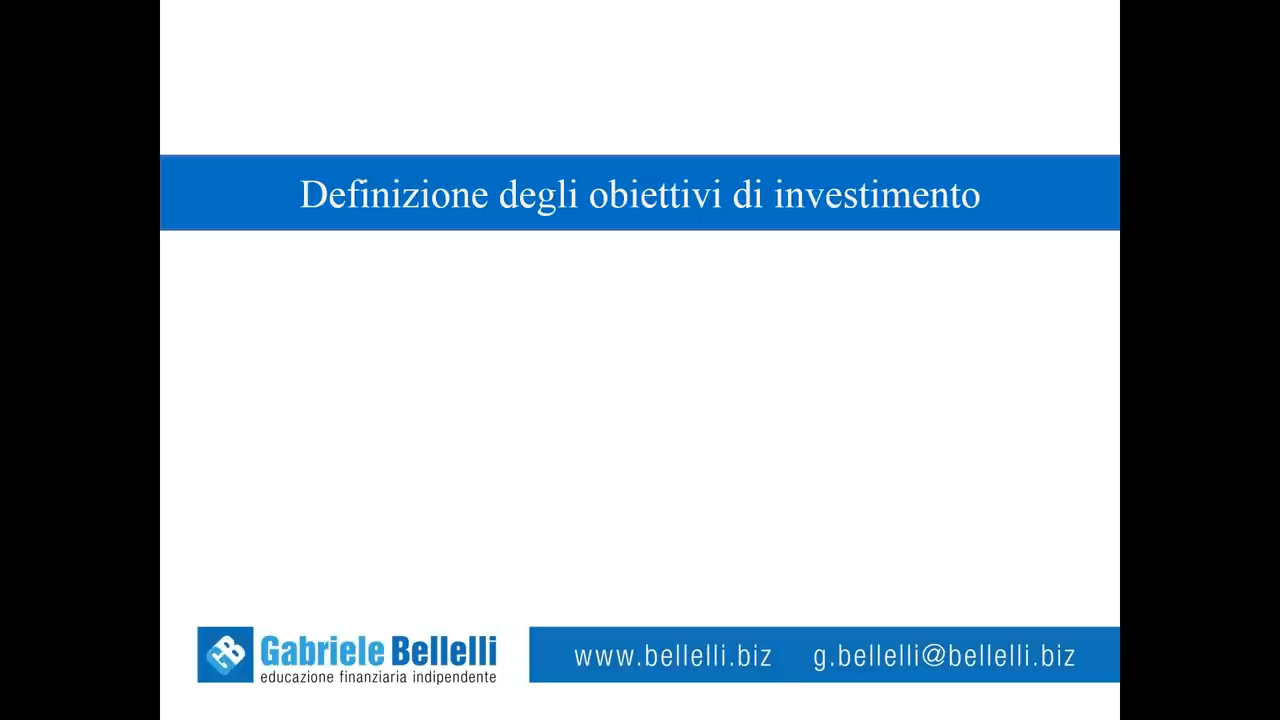 Definizione degli obiettivi di investimento
Gabriele Bellelli
educazione finanziaria indipendente
www.bellelli.biz g.bellelli@bellelli.biz